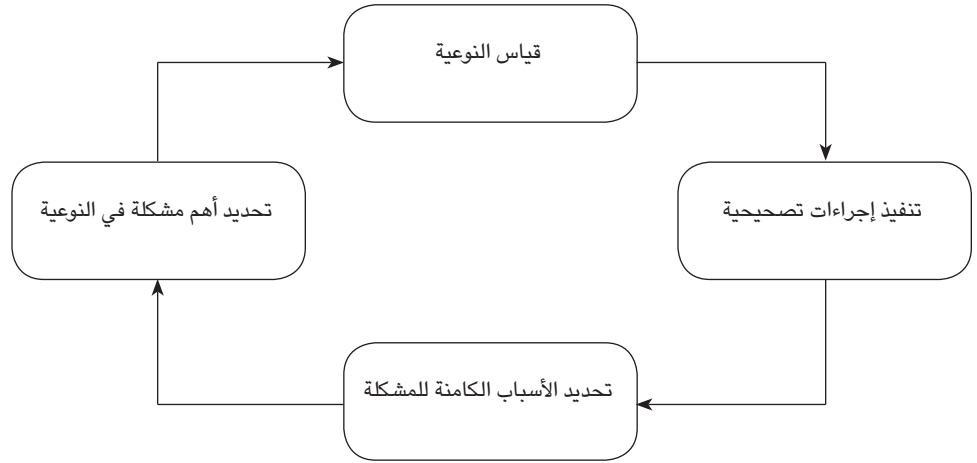 قياس النوعية
تنفيذ إجراءات تصحيحية
تحديد أهم مشكلة في النوعية
تحديد الأسباب الكامنة للمشكلة